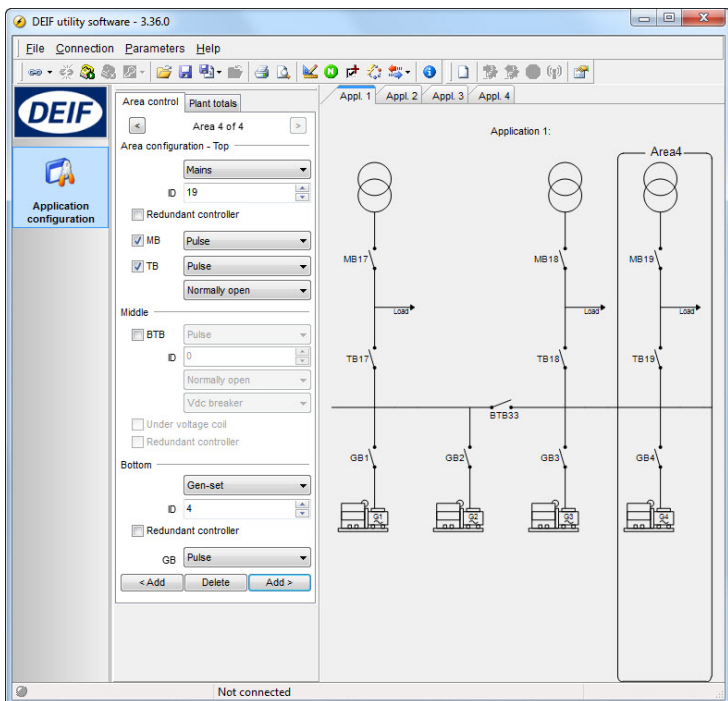 DEIF utility software - 3.36.0
File Connection Parameters Help
DEIF
Application
configuration
Area control Plant totals
< Area 4 of 4 >
Area configuration - Top
Mains
ID 19
Redundant controller
MB Pulse
TB Pulse
Normally open
Middle
BTB Pulse
ID 0
Normally open
Vdc breaker
Under voltage coil
Redundant controller
Bottom
Gen-set
ID 4
Redundant controller
GB Pulse
< Add Delete Add >
Appl. 1 Appl. 2 Appl. 3 Appl. 4
Application 1:
Area4
MB17 MB18 MB19
Load Load Load
TB17 TB18 TB19
BTB33
GB1 GB2 GB3 GB4
G1 G2 G3 G4
Not connected